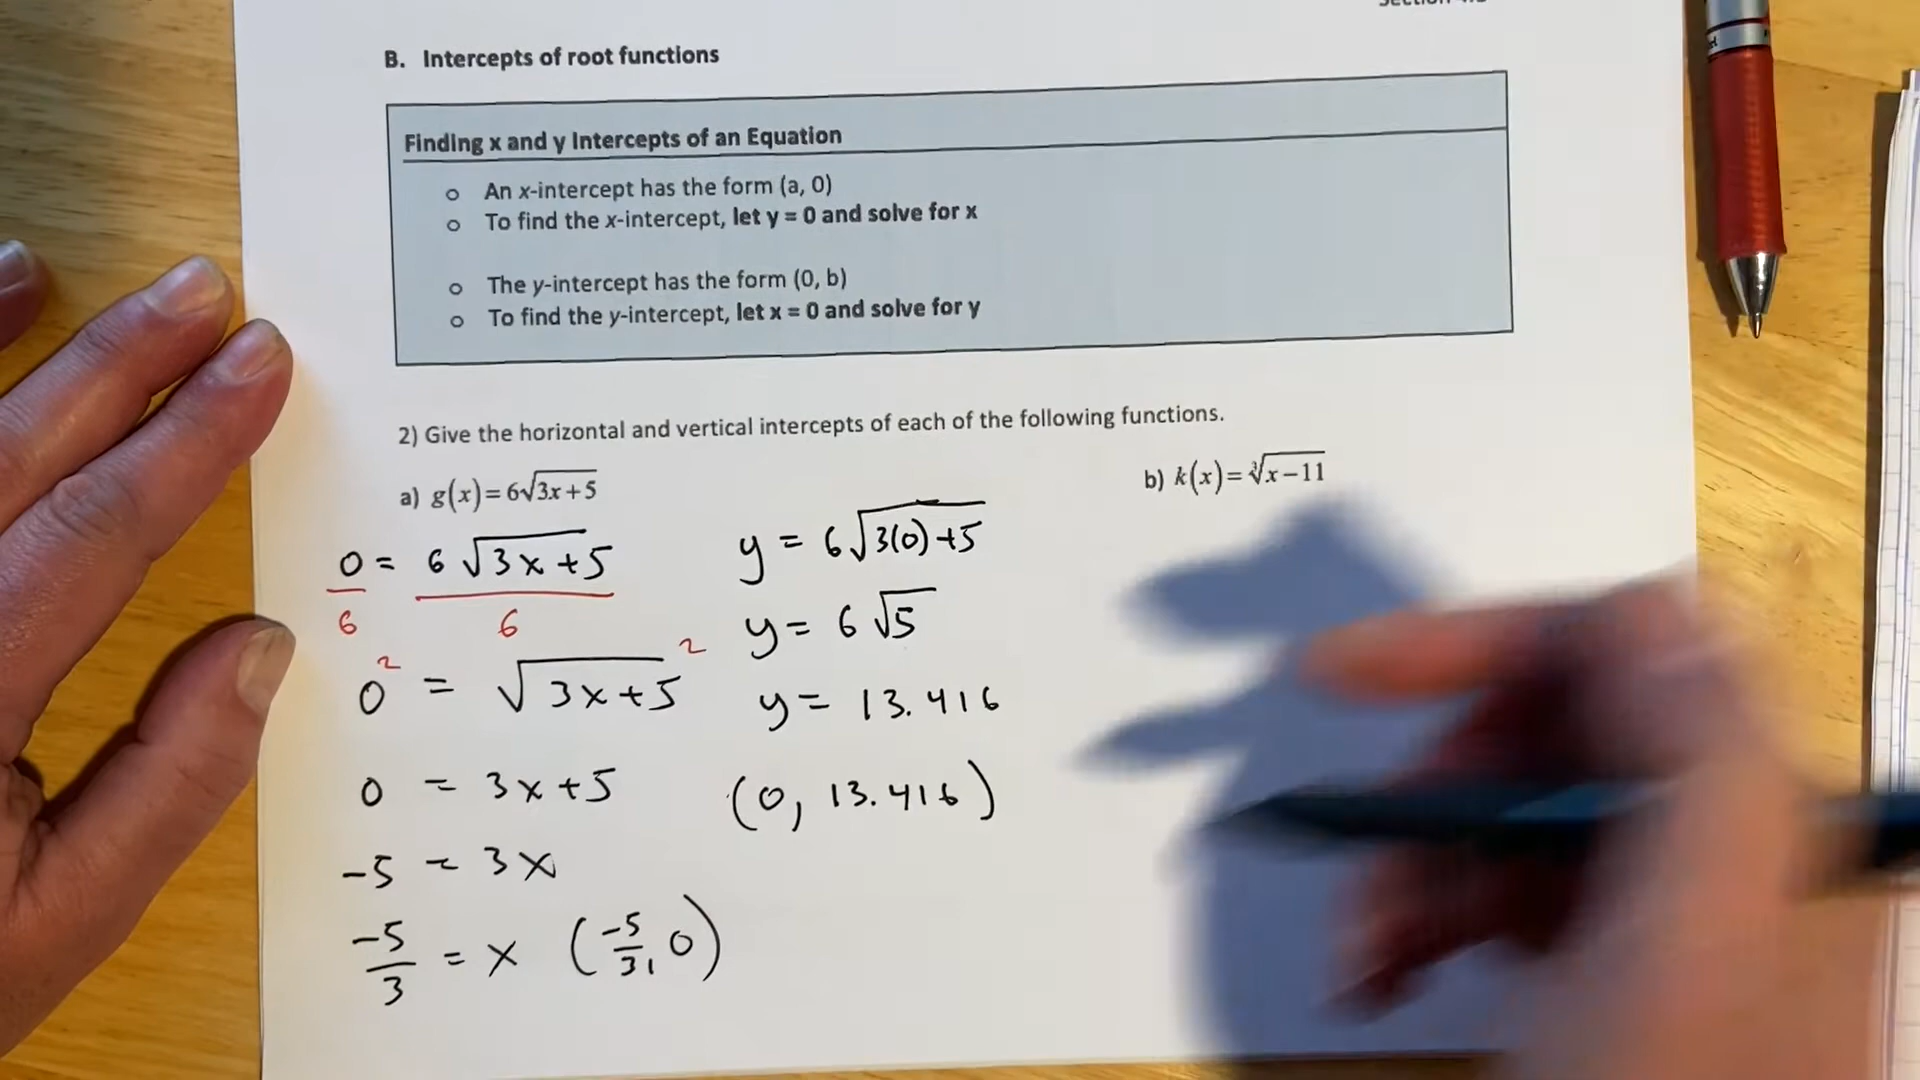 B. Intercepts of root functions
Finding x and y Intercepts of an Equation
o An x-intercept has the form (a, 0)
o To find the x-intercept, let y = 0 and solve for x
o The y-intercept has the form (0, b)
o To find the y-intercept, let x = 0 and solve for y
2) Give the horizontal and vertical intercepts of each of the following functions.
a) g(x)=6√3x+5
b) k(x)=∛x−11
0 = 6 √3x+5
6 6
0² = √3x+5 ²
0 = 3x+5
-5 = 3x
-5/3 = x (-5/3, 0)
y = 6√3(0)+5
y = 6 √5
y = 13.416
(0, 13.416)